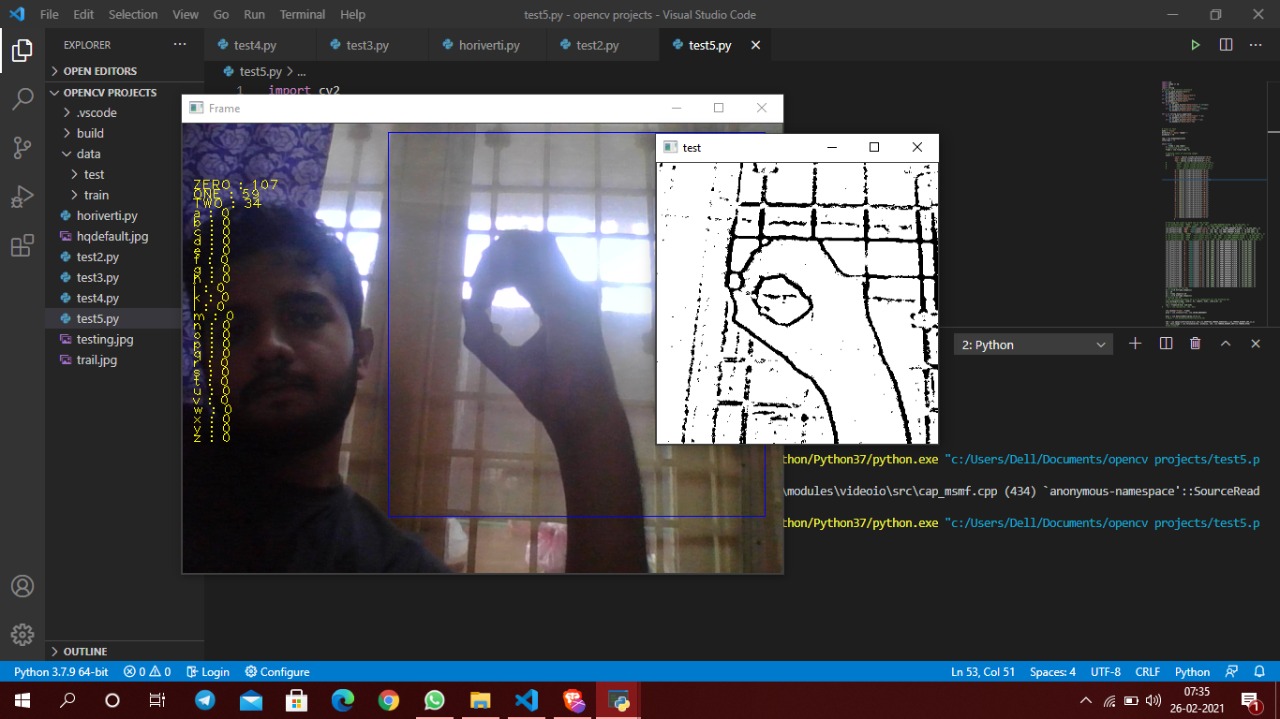 File Edit Selection View Go Run Terminal Help
test5.py - opencv projects - Visual Studio Code
EXPLORER
test4.py test3.py horiverti.py test2.py test5.py
OPEN EDITORS
test5.py > ...
OPENCV PROJECTS
1 import cv2
.vscode
build
data
test
train
horiverti.py
hqdefault.jpg
test2.py
test3.py
test4.py
test5.py
testing.jpg
trail.jpg
Frame
ZERO : 107
ONE : 59
TWO : 34
a : 0
b : 0
c : 0
d : 0
e : 0
f : 0
g : 0
h : 0
k : 0
m : 0
n : 0
o : 0
p : 0
q : 0
r : 0
s : 0
t : 0
u : 0
v : 0
w : 0
x : 0
y : 0
z : 0
test
2: Python
thon/Python37/python.exe "c:/Users/Dell/Documents/opencv projects/test5.p
\modules\videoio\src\cap_msmf.cpp (434) `anonymous-namespace'::SourceRead
thon/Python37/python.exe "c:/Users/Dell/Documents/opencv projects/test5.p
OUTLINE
Python 3.7.9 64-bit 0 0 Login Configure
Ln 53, Col 51 Spaces: 4 UTF-8 CRLF Python
07:35
26-02-2021
1